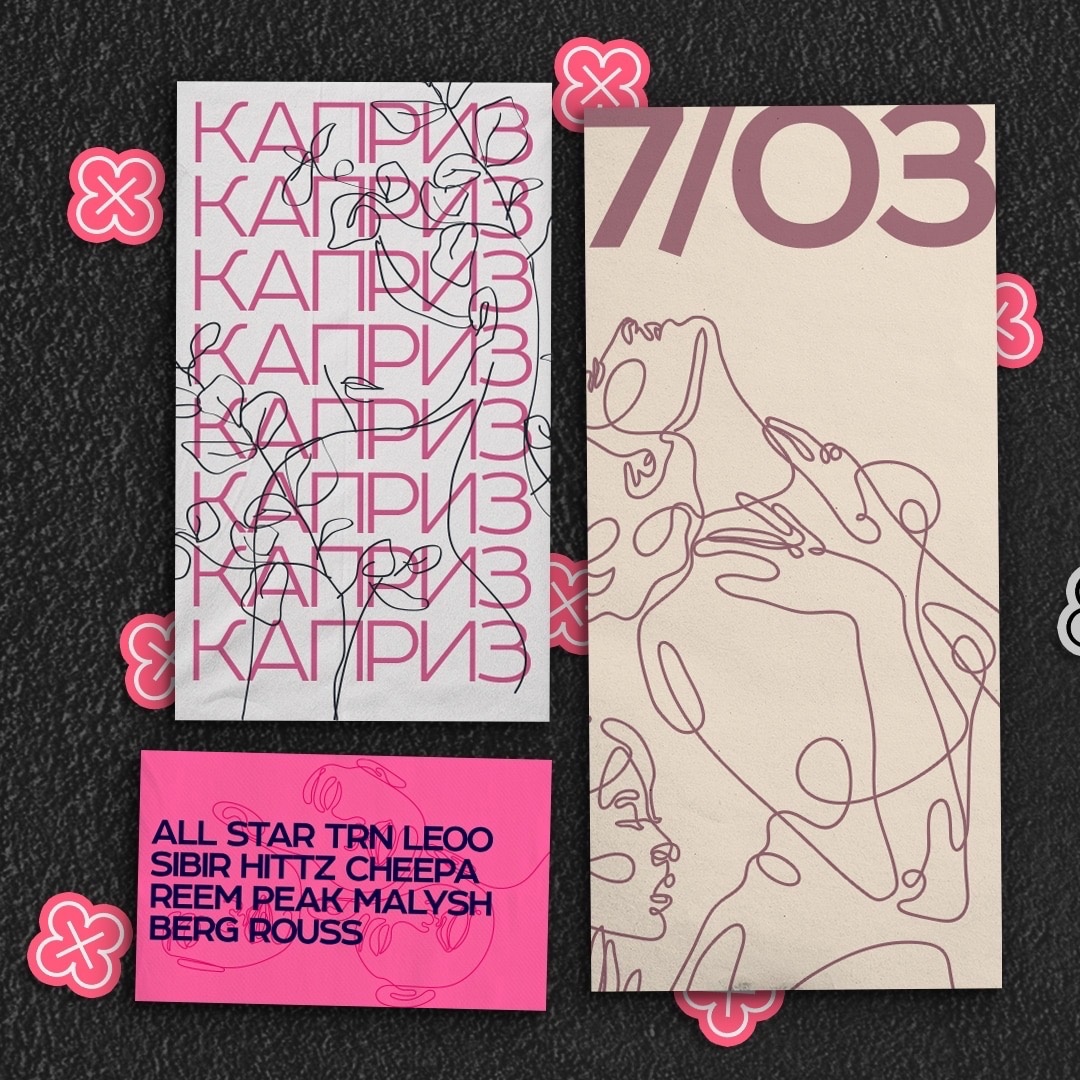 КАПРИЗ
КАПРИЗ
КАПРИЗ
КАПРИЗ
КАПРИЗ
КАПРИЗ
КАПРИЗ
КАПРИЗ
7/03
ALL STAR TRN LEOO
SIBIR HITTZ CHEEPA
REEM PEAK MALYSH
BERG ROUSS